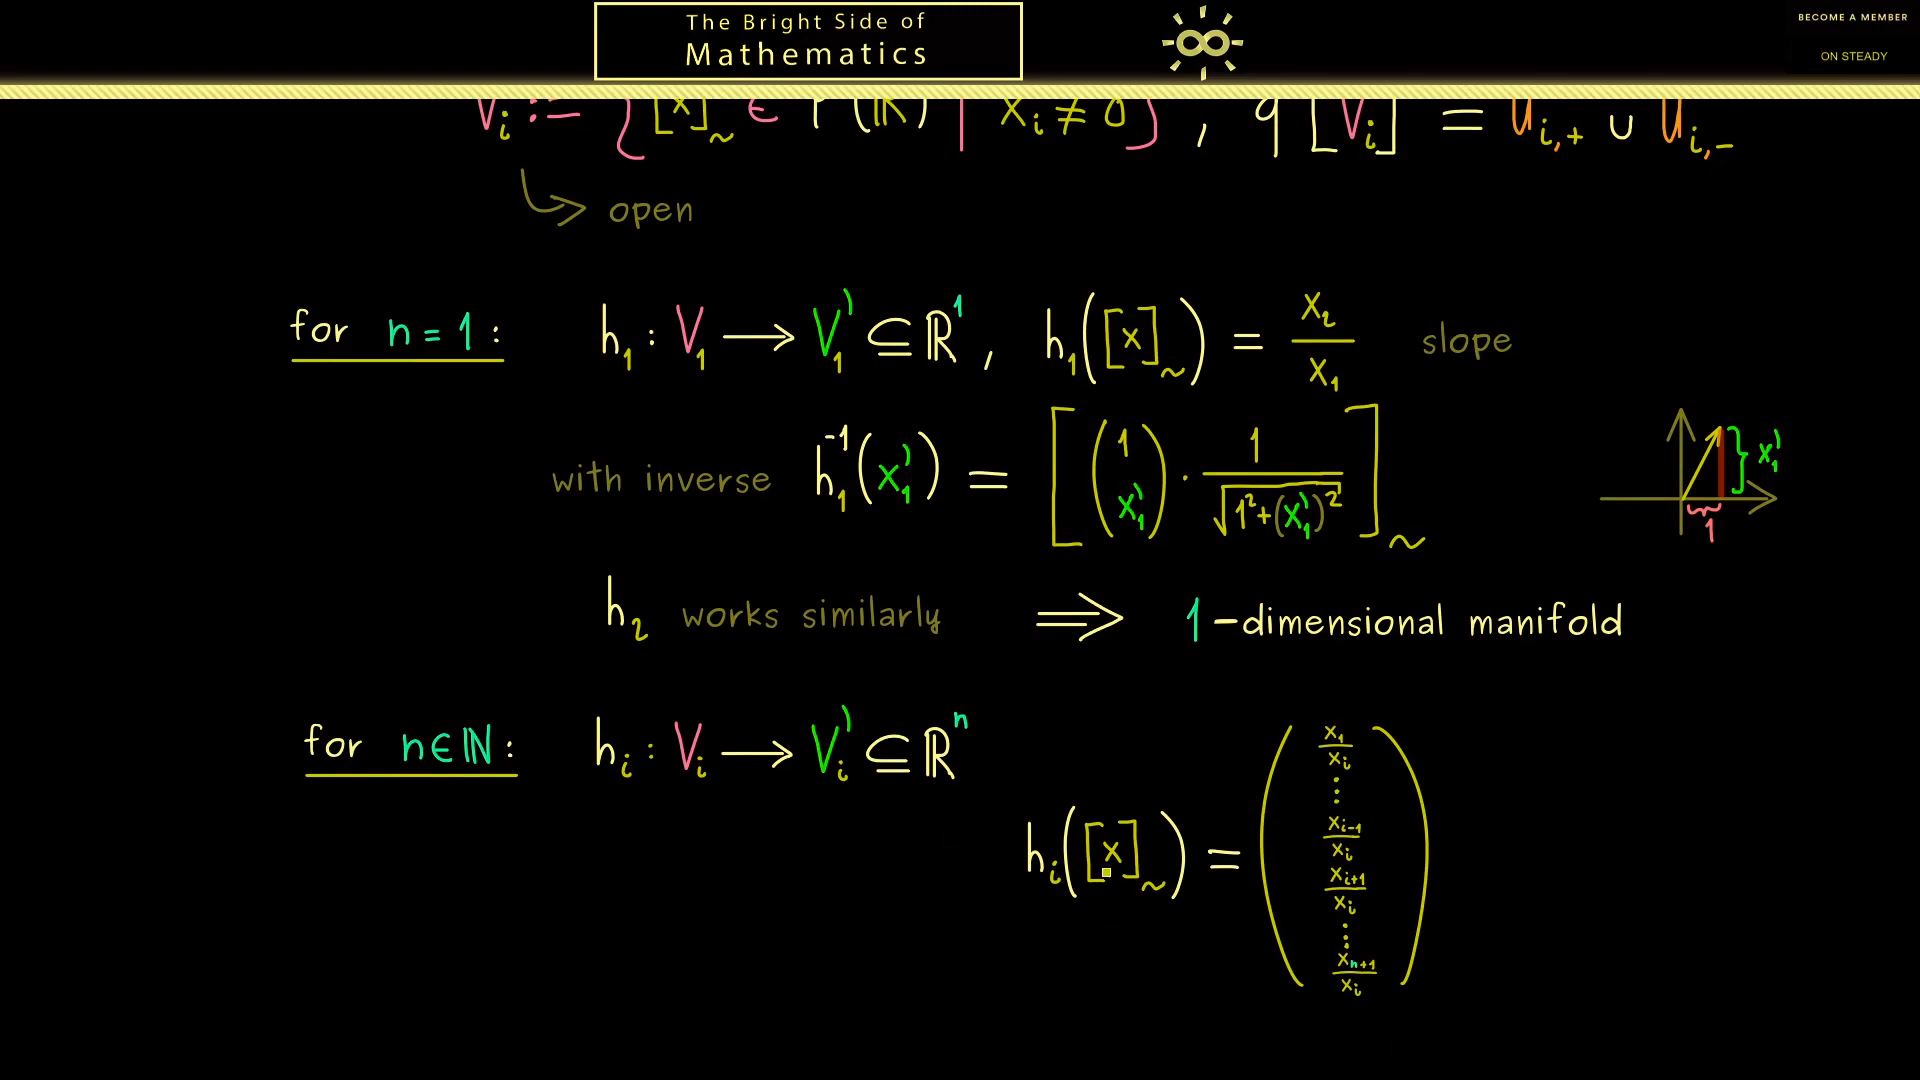 The Bright Side of
Mathematics
BECOME A MEMBER
ON STEADY
V_i := { [x]_~ ∈ P^n(ℝ) | x_i ≠ 0 } , q^{-1}[V_i] = U_{i,+} ∪ U_{i,-}
open
for n = 1 : h_1 : V_1 ⟶ V_1' ⊆ ℝ^1 , h_1([x]_~) = x_2 / x_1 slope
with inverse h_1^{-1}(x_1') = [ (1, x_1') · 1 / √(1² + (x_1')²) ]_~
} x_1'
1
h_2 works similarly ⟹ 1-dimensional manifold
for n ∈ ℕ : h_i : V_i ⟶ V_i' ⊆ ℝ^n
h_i([x]_~) = ( x_1/x_i ⋮ x_{i-1}/x_i x_{i+1}/x_i ⋮ x_{n+1}/x_i )